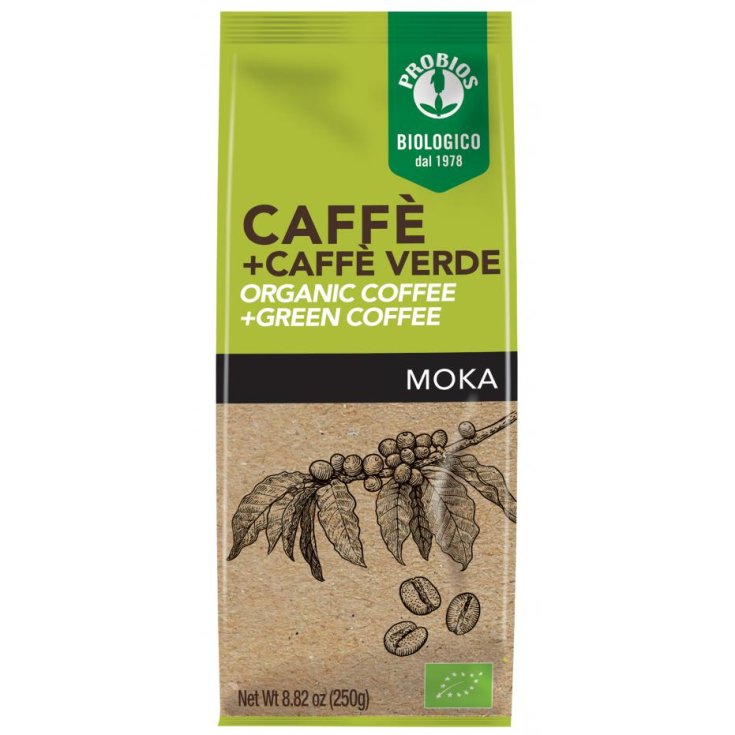 PROBIOS
BIOLOGICO
dal 1978
CAFFÈ
+CAFFÈ VERDE
ORGANIC COFFEE
+GREEN COFFEE
MOKA
Net Wt 8.82 oz (250g)